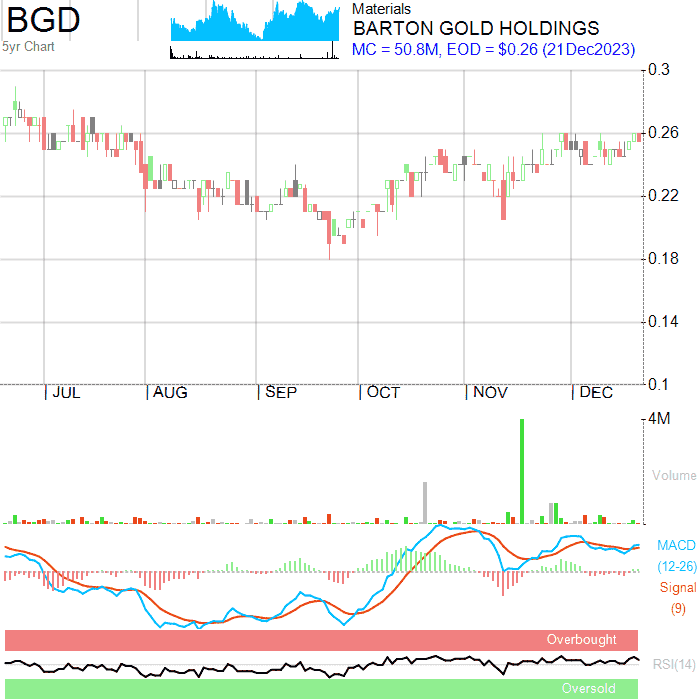 BGD
5yr Chart
Materials
BARTON GOLD HOLDINGS
MC = 50.8M, EOD = $0.26 (21Dec2023)
0.3
0.26
0.22
0.18
0.14
0.1
JUL AUG SEP OCT NOV DEC
4M
Volume
MACD
(12-26)
Signal
(9)
Overbought
RSI(14)
Oversold